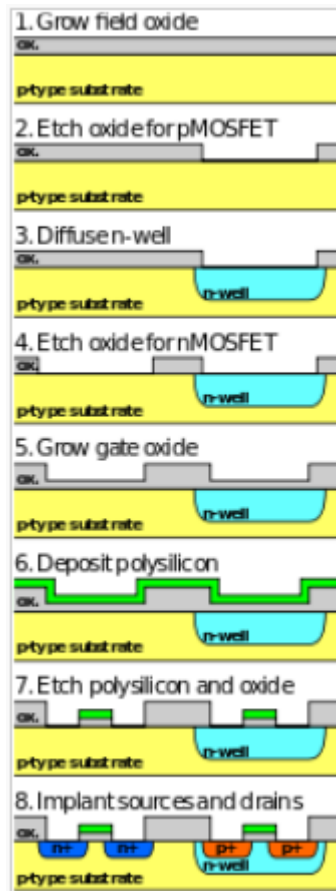 1. Grow field oxide
ox.
p-type substrate
2. Etch oxide for pMOSFET
ox.
p-type substrate
3. Diffuse n-well
ox.
n-well
p-type substrate
4. Etch oxide for nMOSFET
ox.
n-well
p-type substrate
5. Grow gate oxide
ox.
n-well
p-type substrate
6. Deposit polysilicon
ox.
n-well
p-type substrate
7. Etch polysilicon and oxide
ox.
n-well
p-type substrate
8. Implant sources and drains
ox.
n+ n+ p+ p+
n-well
p-type substrate